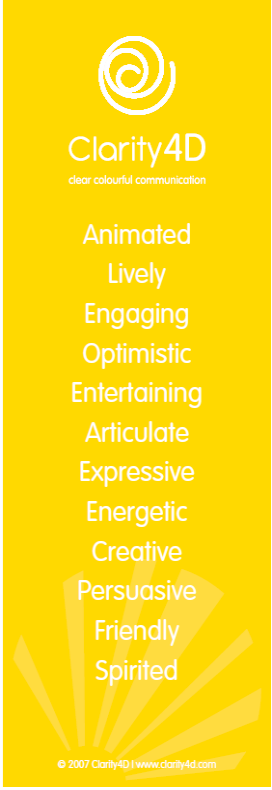 Clarity4D
clear colourful communication
Animated
Lively
Engaging
Optimistic
Entertaining
Articulate
Expressive
Energetic
Creative
Persuasive
Friendly
Spirited
© 2007 Clarity4D I www.clarity4d.com